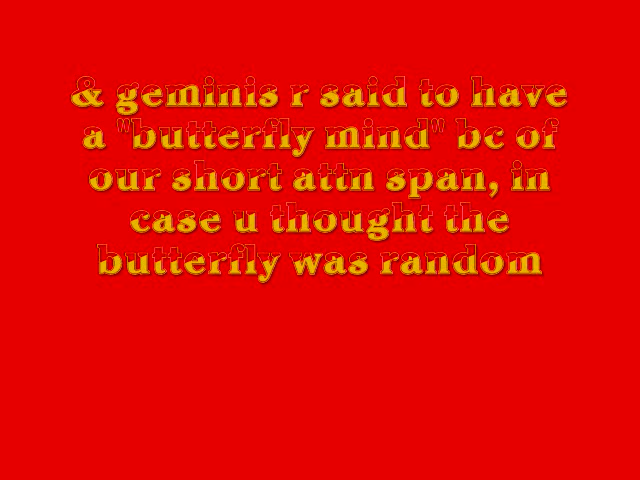 & geminis r said to have
a "butterfly mind" bc of
our short attn span, in
case u thought the
butterfly was random